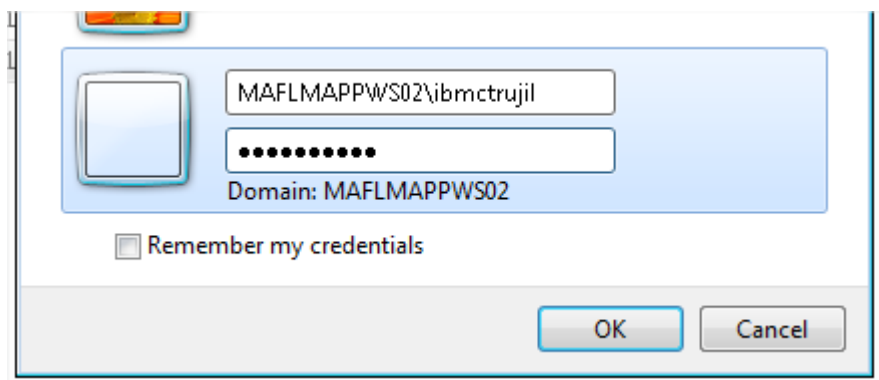 MAFLMAPPWS02\ibmctrujil
●●●●●●●●●●
Domain: MAFLMAPPWS02
Remember my credentials
OK
Cancel